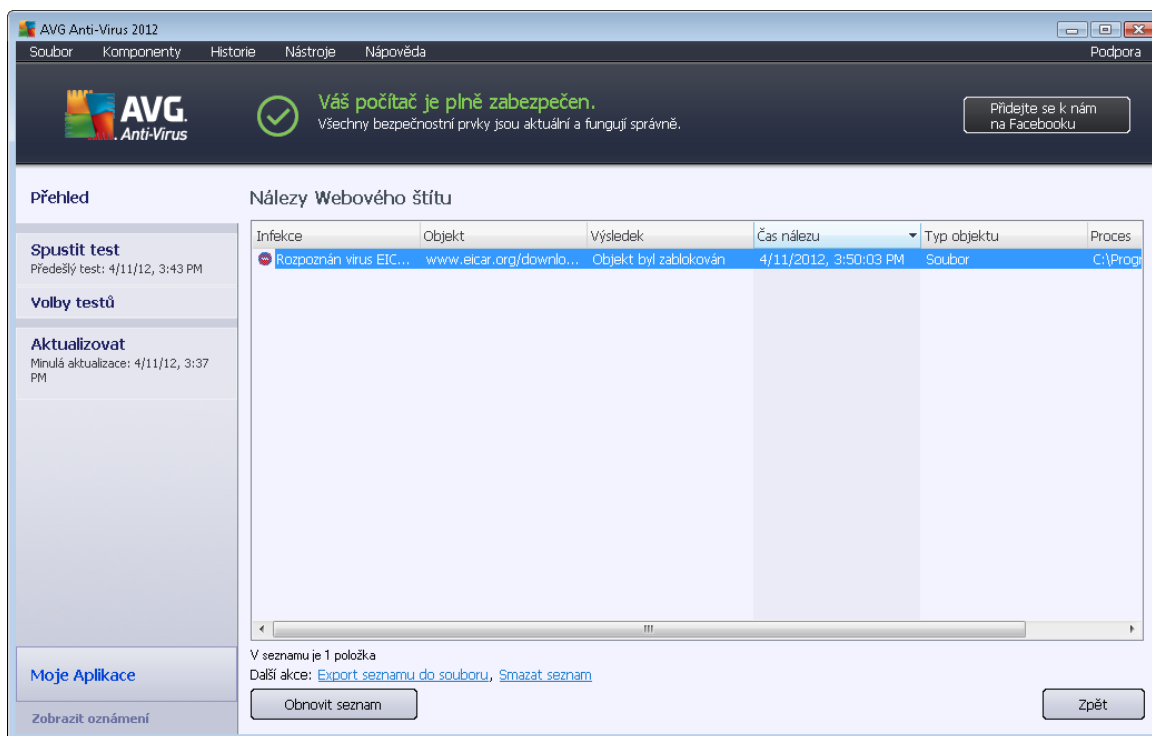 AVG Anti-Virus 2012
Soubor Komponenty Historie Nástroje Nápověda Podpora
AVG.
Anti-Virus
Váš počítač je plně zabezpečen.
Všechny bezpečnostní prvky jsou aktuální a fungují správně.
Přidejte se k nám
na Facebooku
Přehled
Spustit test
Předešlý test: 4/11/12, 3:43 PM
Volby testů
Aktualizovat
Minulá aktualizace: 4/11/12, 3:37
PM
Moje Aplikace
Zobrazit oznámení
Nálezy Webového štítu
Infekce Objekt Výsledek Čas nálezu Typ objektu Proces
Rozpoznán virus EIC... www.eicar.org/downlo... Objekt byl zablokován 4/11/2012, 3:50:03 PM Soubor C:\Progr
V seznamu je 1 položka
Další akce: Export seznamu do souboru, Smazat seznam
Obnovit seznam Zpět